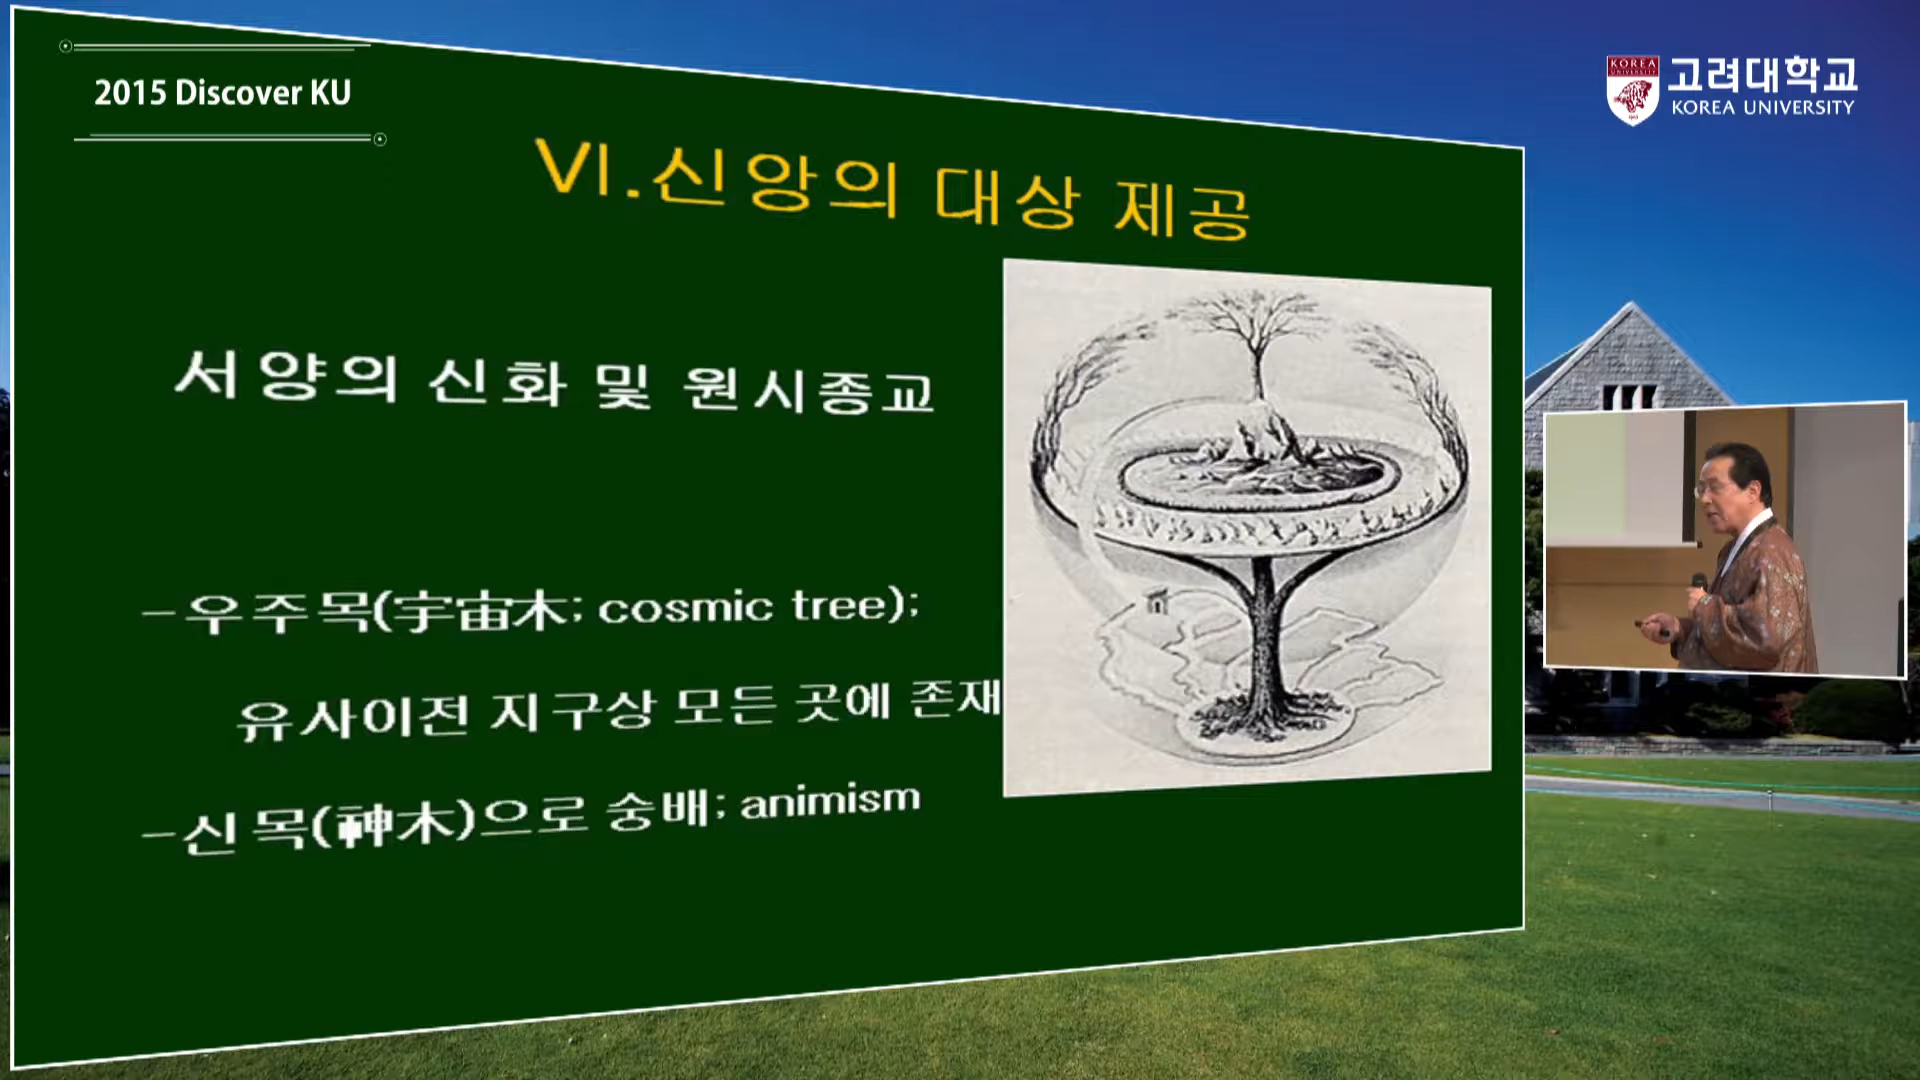 2015 Discover KU
KOREA
UNIVERSITY
고려대학교
KOREA UNIVERSITY
Ⅵ.신앙의 대상 제공
서양의 신화 및 원시종교
-우주목(宇宙木; cosmic tree);
유사이전 지구상 모든 곳에 존재
-신목(神木)으로 숭배; animism